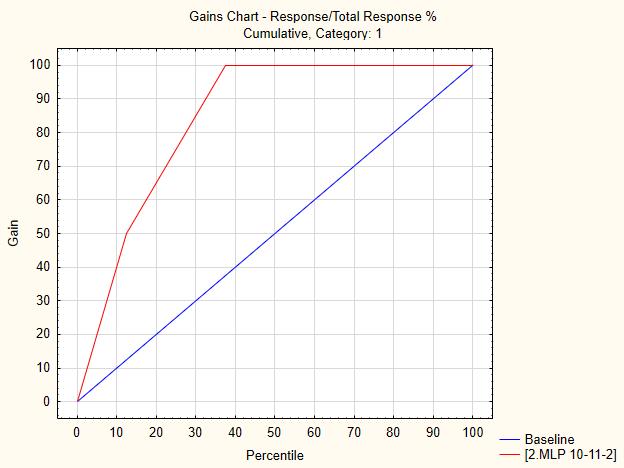 Gains Chart - Response/Total Response %
Cumulative, Category: 1
100
90
80
70
60
50
40
30
20
10
0
Gain
0 10 20 30 40 50 60 70 80 90 100
Percentile
Baseline
[2.MLP 10-11-2]